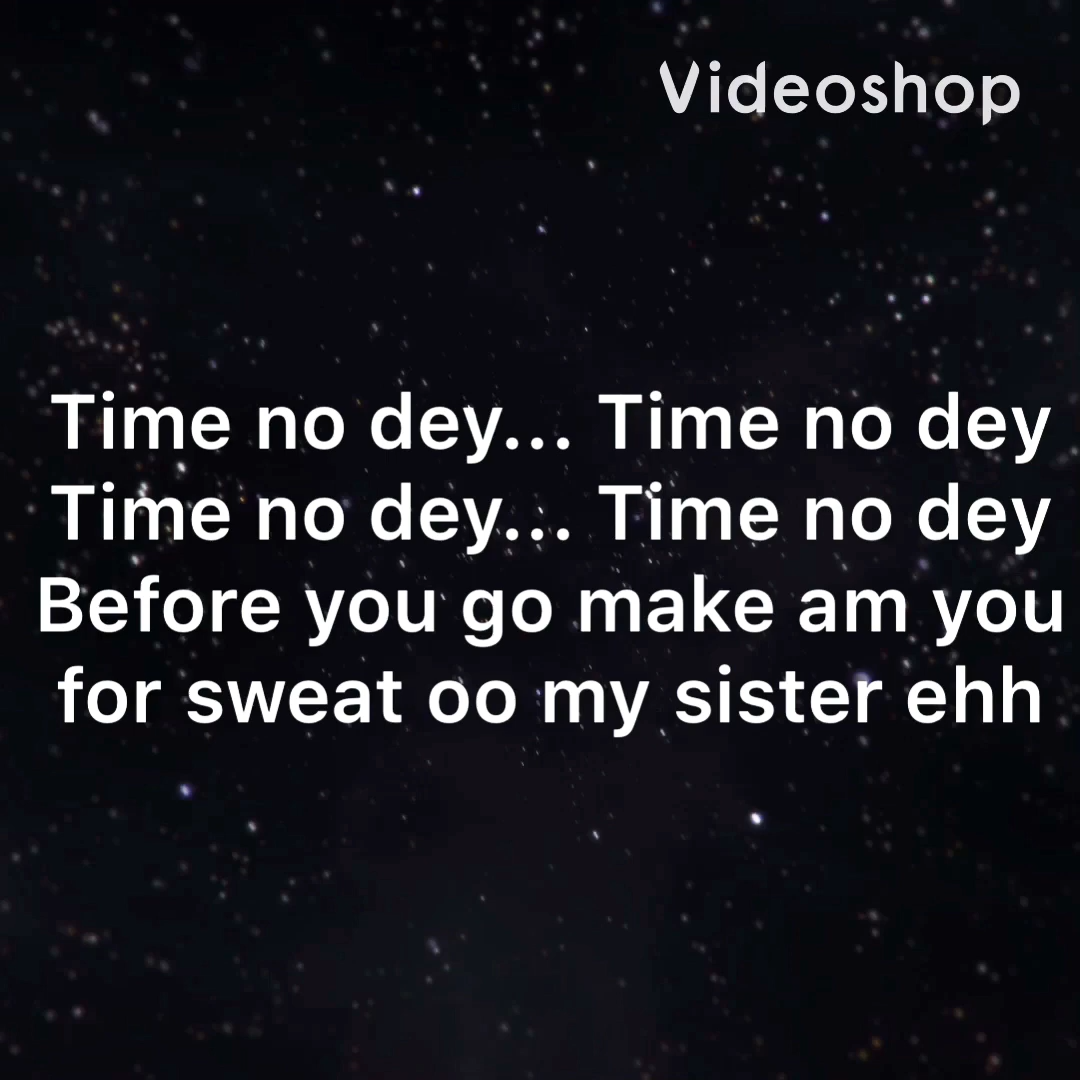 Videoshop
Time no dey... Time no dey
Time no dey... Time no dey
Before you go make am you
for sweat oo my sister ehh